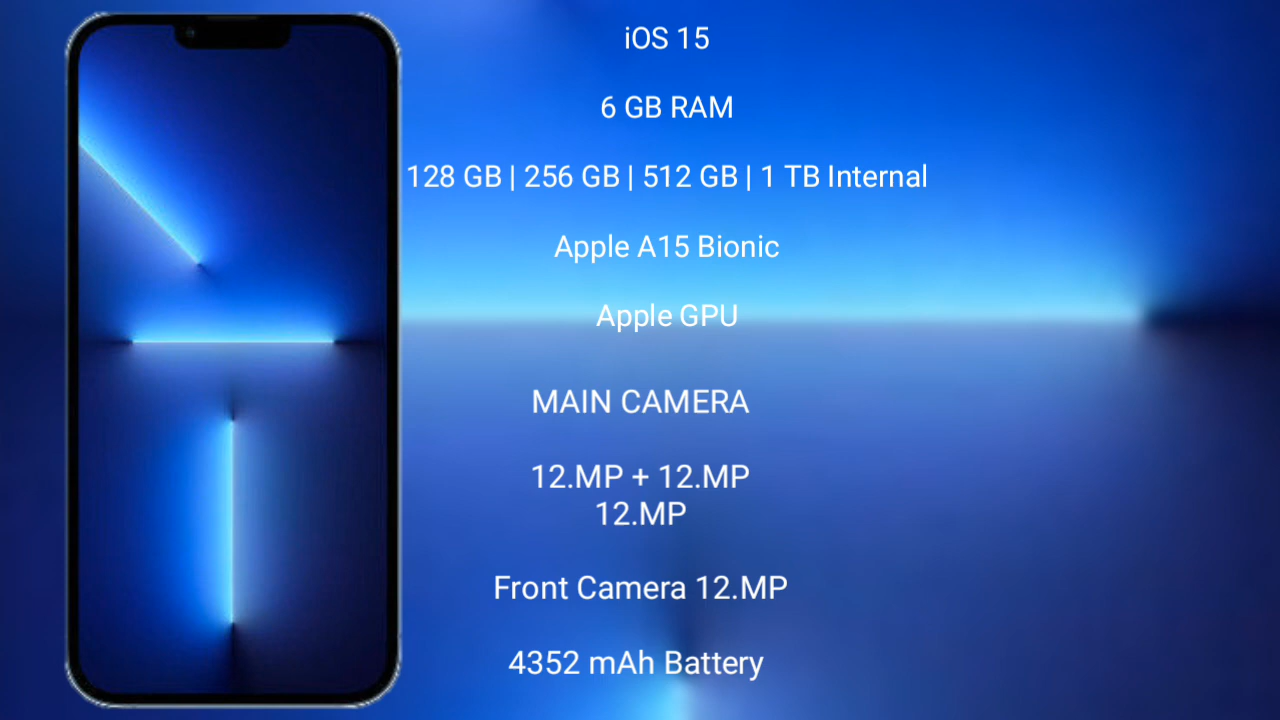 iOS 15
6 GB RAM
128 GB | 256 GB | 512 GB | 1 TB Internal
Apple A15 Bionic
Apple GPU
MAIN CAMERA
12.MP + 12.MP
12.MP
Front Camera 12.MP
4352 mAh Battery